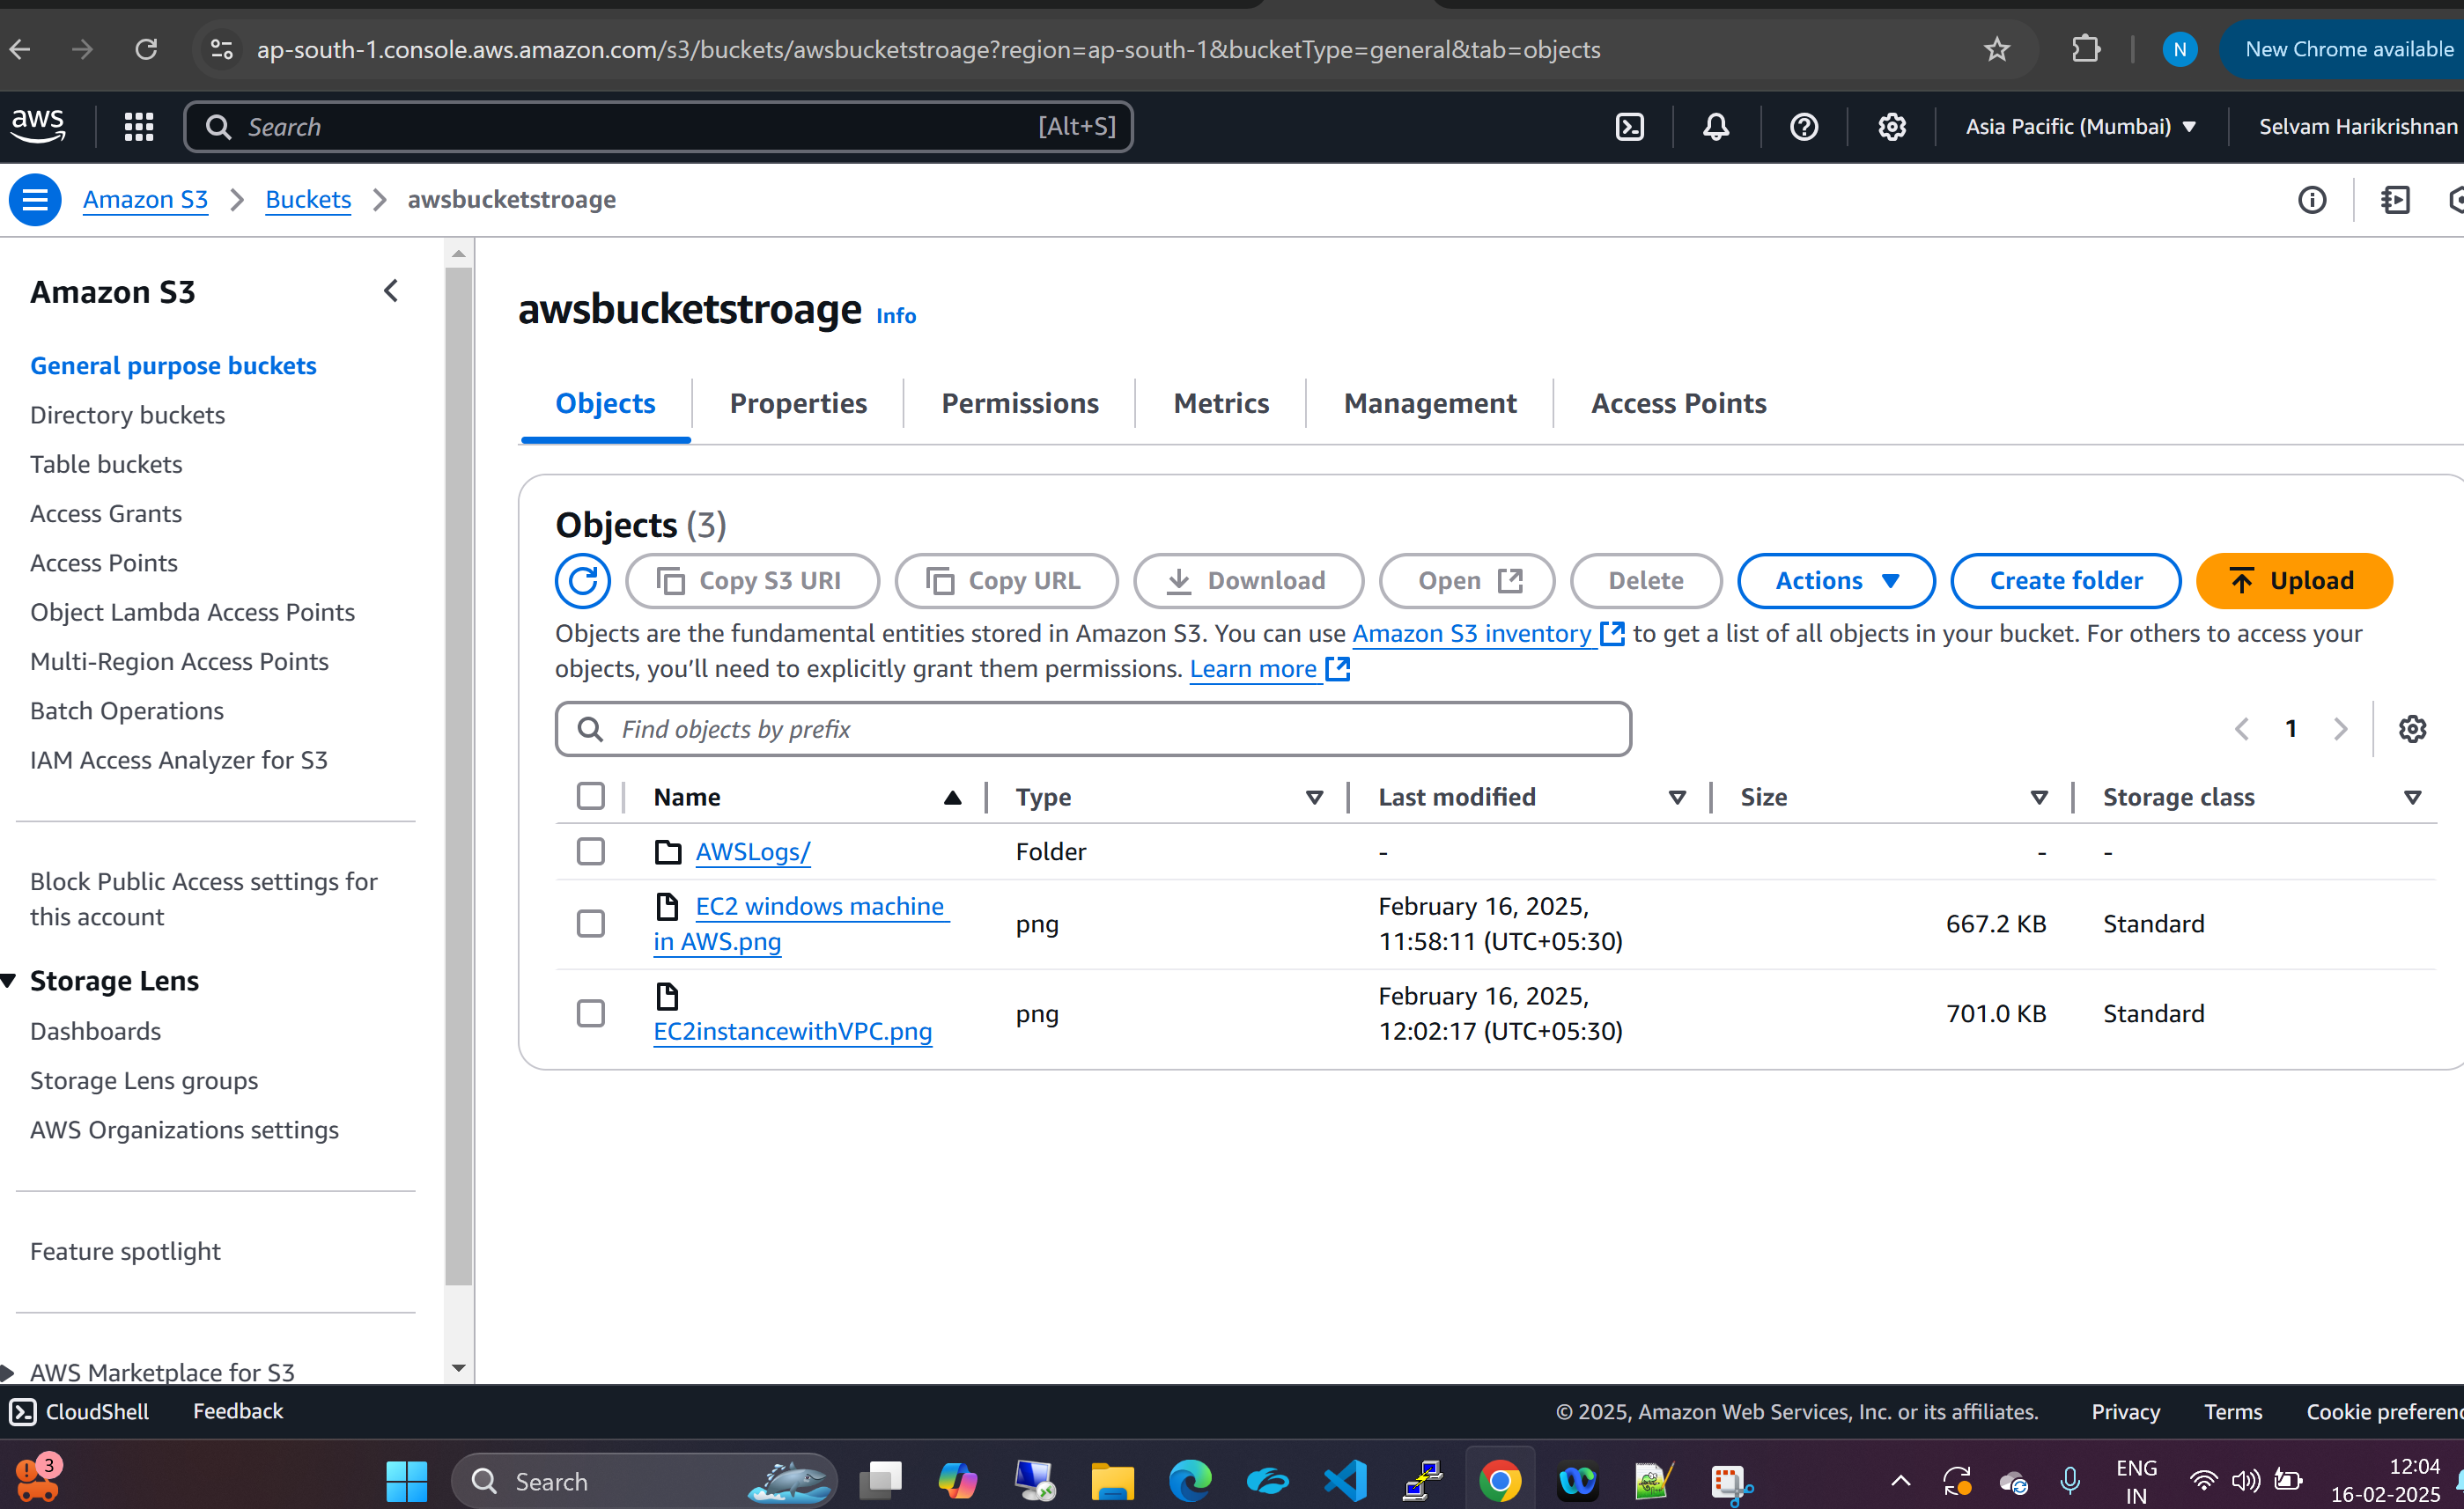 ap-south-1.console.aws.amazon.com/s3/buckets/awsbucketstroage?region=ap-south-1&bucketType=general&tab=objects
N
New Chrome available
aws
Search
[Alt+S]
Asia Pacific (Mumbai)
Selvam Harikrishnan
Amazon S3
Buckets
awsbucketstroage
Amazon S3
General purpose buckets
Directory buckets
Table buckets
Access Grants
Access Points
Object Lambda Access Points
Multi-Region Access Points
Batch Operations
IAM Access Analyzer for S3
Block Public Access settings for
this account
Storage Lens
Dashboards
Storage Lens groups
AWS Organizations settings
Feature spotlight
AWS Marketplace for S3
awsbucketstroage Info
Objects
Properties
Permissions
Metrics
Management
Access Points
Objects (3)
Copy S3 URI
Copy URL
Download
Open
Delete
Actions
Create folder
Upload
Objects are the fundamental entities stored in Amazon S3. You can use Amazon S3 inventory to get a list of all objects in your bucket. For others to access your
objects, you’ll need to explicitly grant them permissions. Learn more
Find objects by prefix
1
Name
Type
Last modified
Size
Storage class
AWSLogs/
Folder
-
-
-
EC2 windows machine
in AWS.png
png
February 16, 2025,
11:58:11 (UTC+05:30)
667.2 KB
Standard
EC2instancewithVPC.png
png
February 16, 2025,
12:02:17 (UTC+05:30)
701.0 KB
Standard
CloudShell
Feedback
© 2025, Amazon Web Services, Inc. or its affiliates.
Privacy
Terms
Cookie preferenc
3
Search
ENG
IN
12:04
16-02-2025